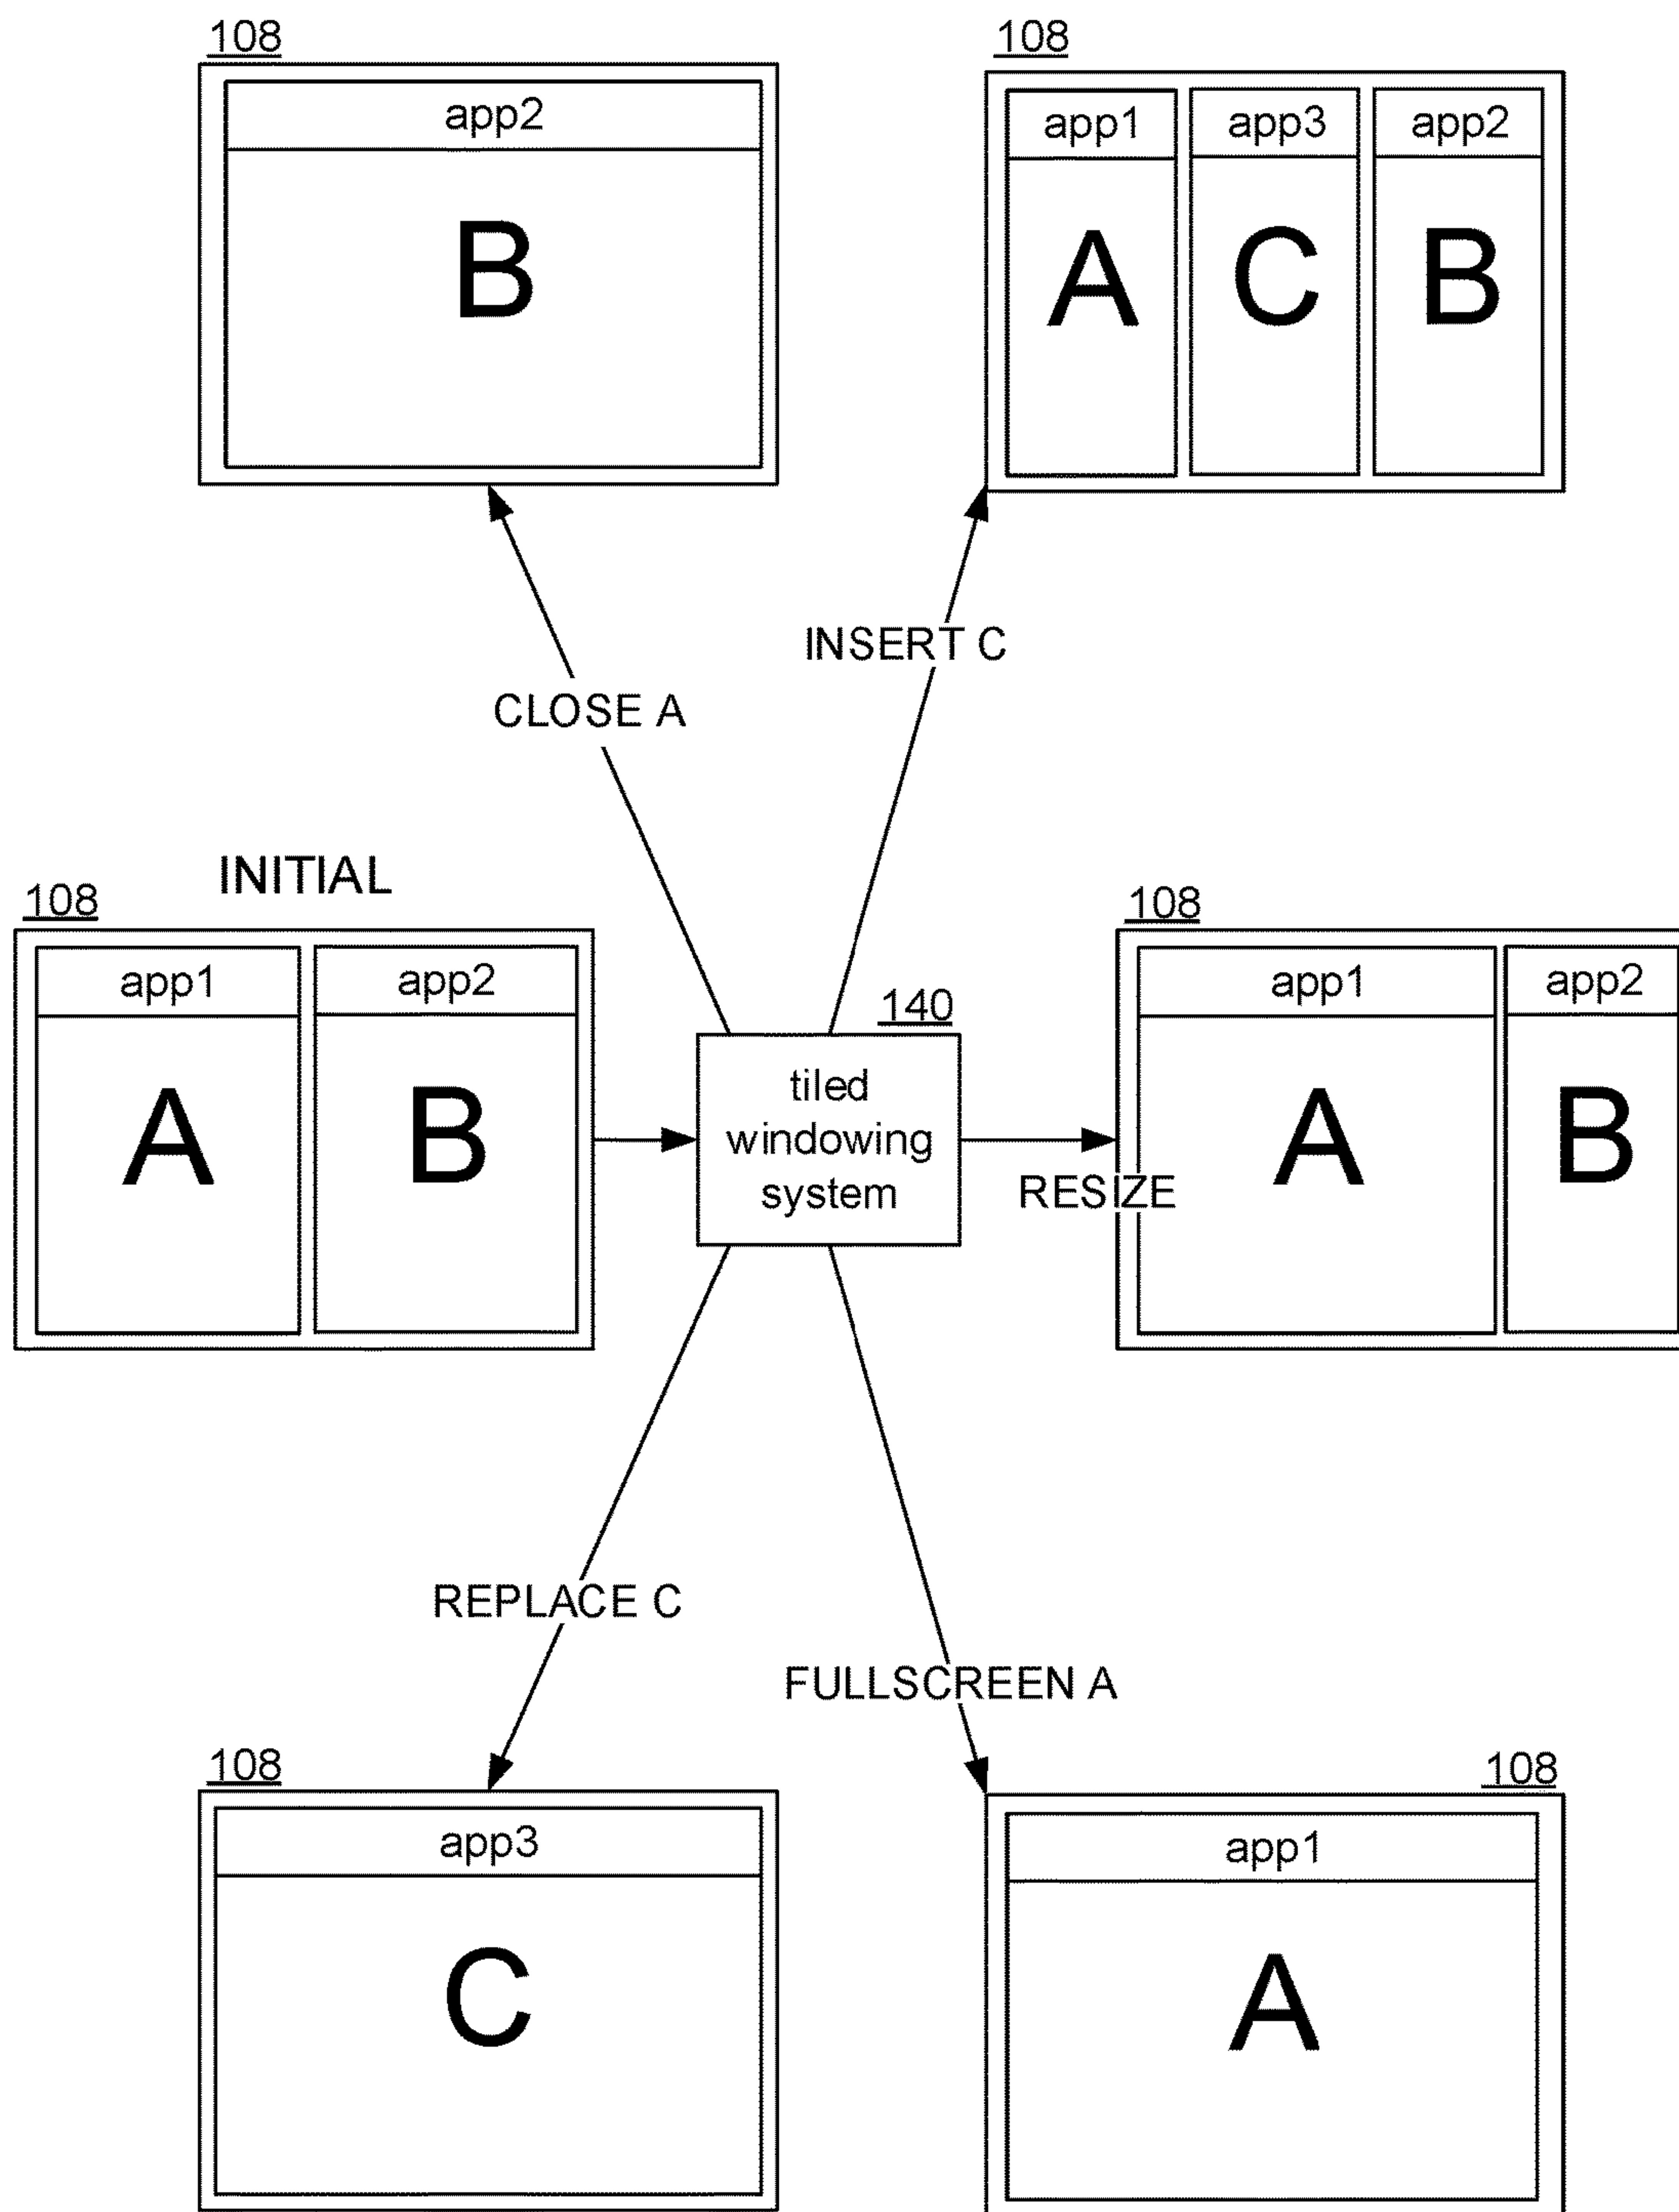 108
app2
B
108
app1 app3 app2
A C B
INSERT C
CLOSE A
INITIAL
108
app1 app2
A B
140
tiled
windowing
system
108
app1 app2
A B
RESIZE
REPLACE C
FULLSCREEN A
108
app3
C
108
app1
A